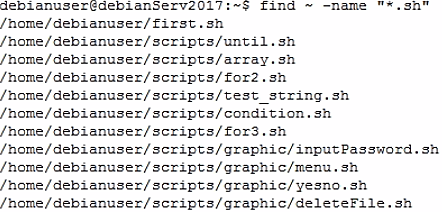 debianuser@debianServ2017:~$ find ~ -name "*.sh"
/home/debianuser/first.sh
/home/debianuser/scripts/until.sh
/home/debianuser/scripts/array.sh
/home/debianuser/scripts/for2.sh
/home/debianuser/scripts/test_string.sh
/home/debianuser/scripts/condition.sh
/home/debianuser/scripts/for3.sh
/home/debianuser/scripts/graphic/inputPassword.sh
/home/debianuser/scripts/graphic/menu.sh
/home/debianuser/scripts/graphic/yesno.sh
/home/debianuser/scripts/graphic/deleteFile.sh